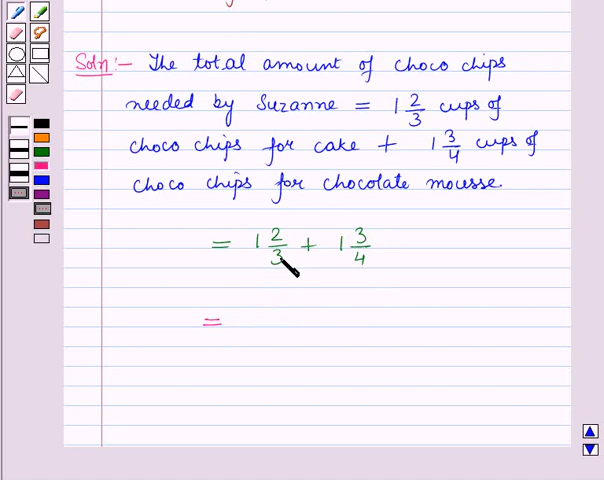 Soln:- The total amount of choco chips
needed by Suzanne = 1 2/3 cups of
choco chips for cake + 1 3/4 cups of
choco chips for chocolate mousse.
= 1 2/3 + 1 3/4
=